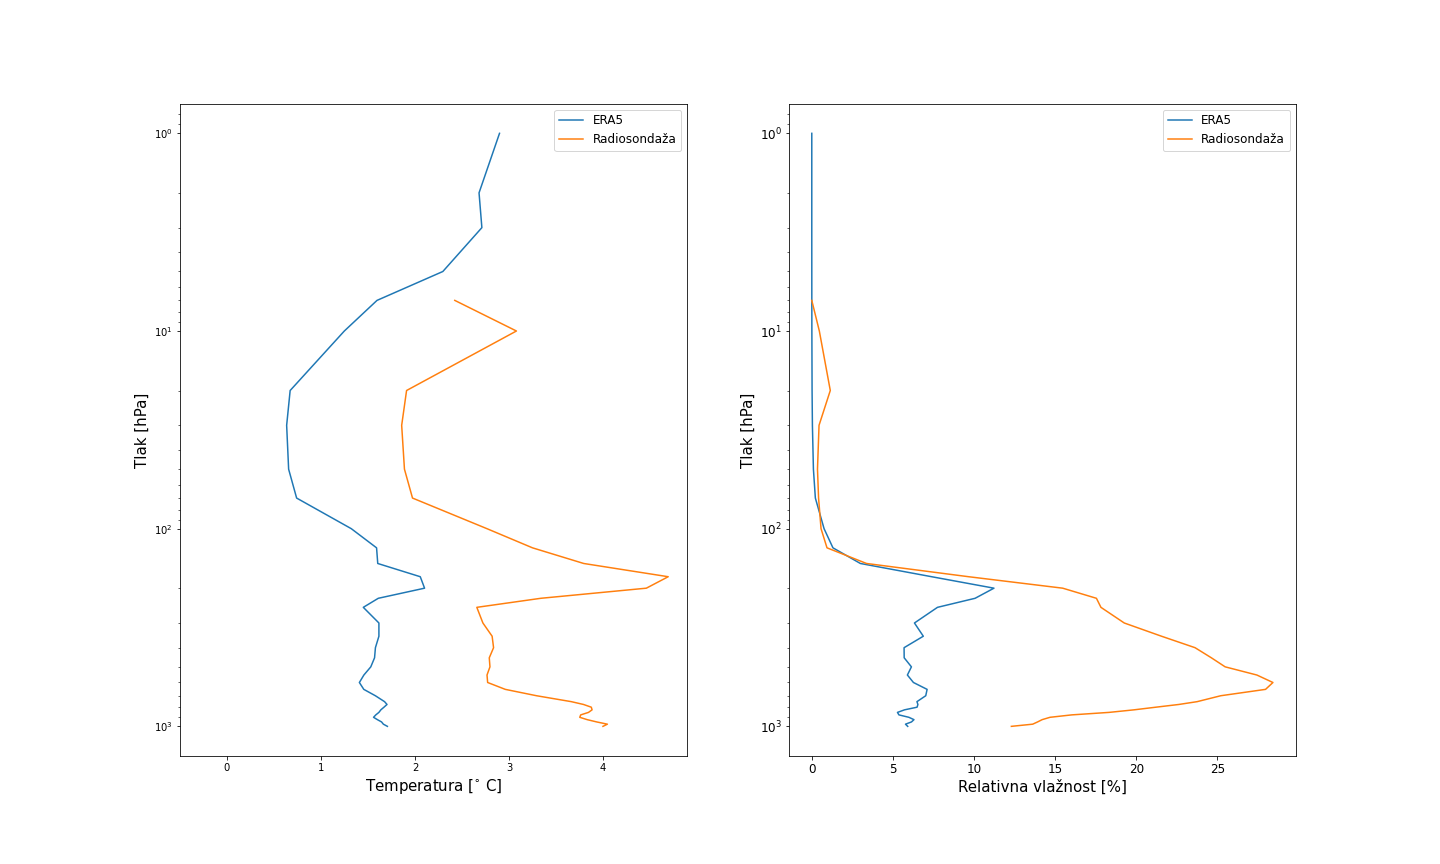 ERA5
Radiosondaža
10⁰
10¹
10²
10³
Tlak [hPa]
0 1 2 3 4
Temperatura [° C]
ERA5
Radiosondaža
10⁰
10¹
10²
10³
Tlak [hPa]
0 5 10 15 20 25
Relativna vlažnost [%]